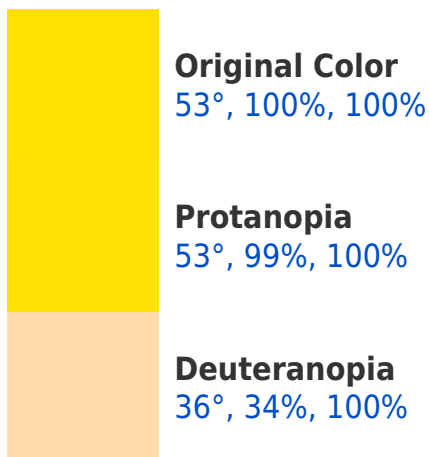 Original Color
53°, 100%, 100%
Protanopia
53°, 99%, 100%
Deuteranopia
36°, 34%, 100%